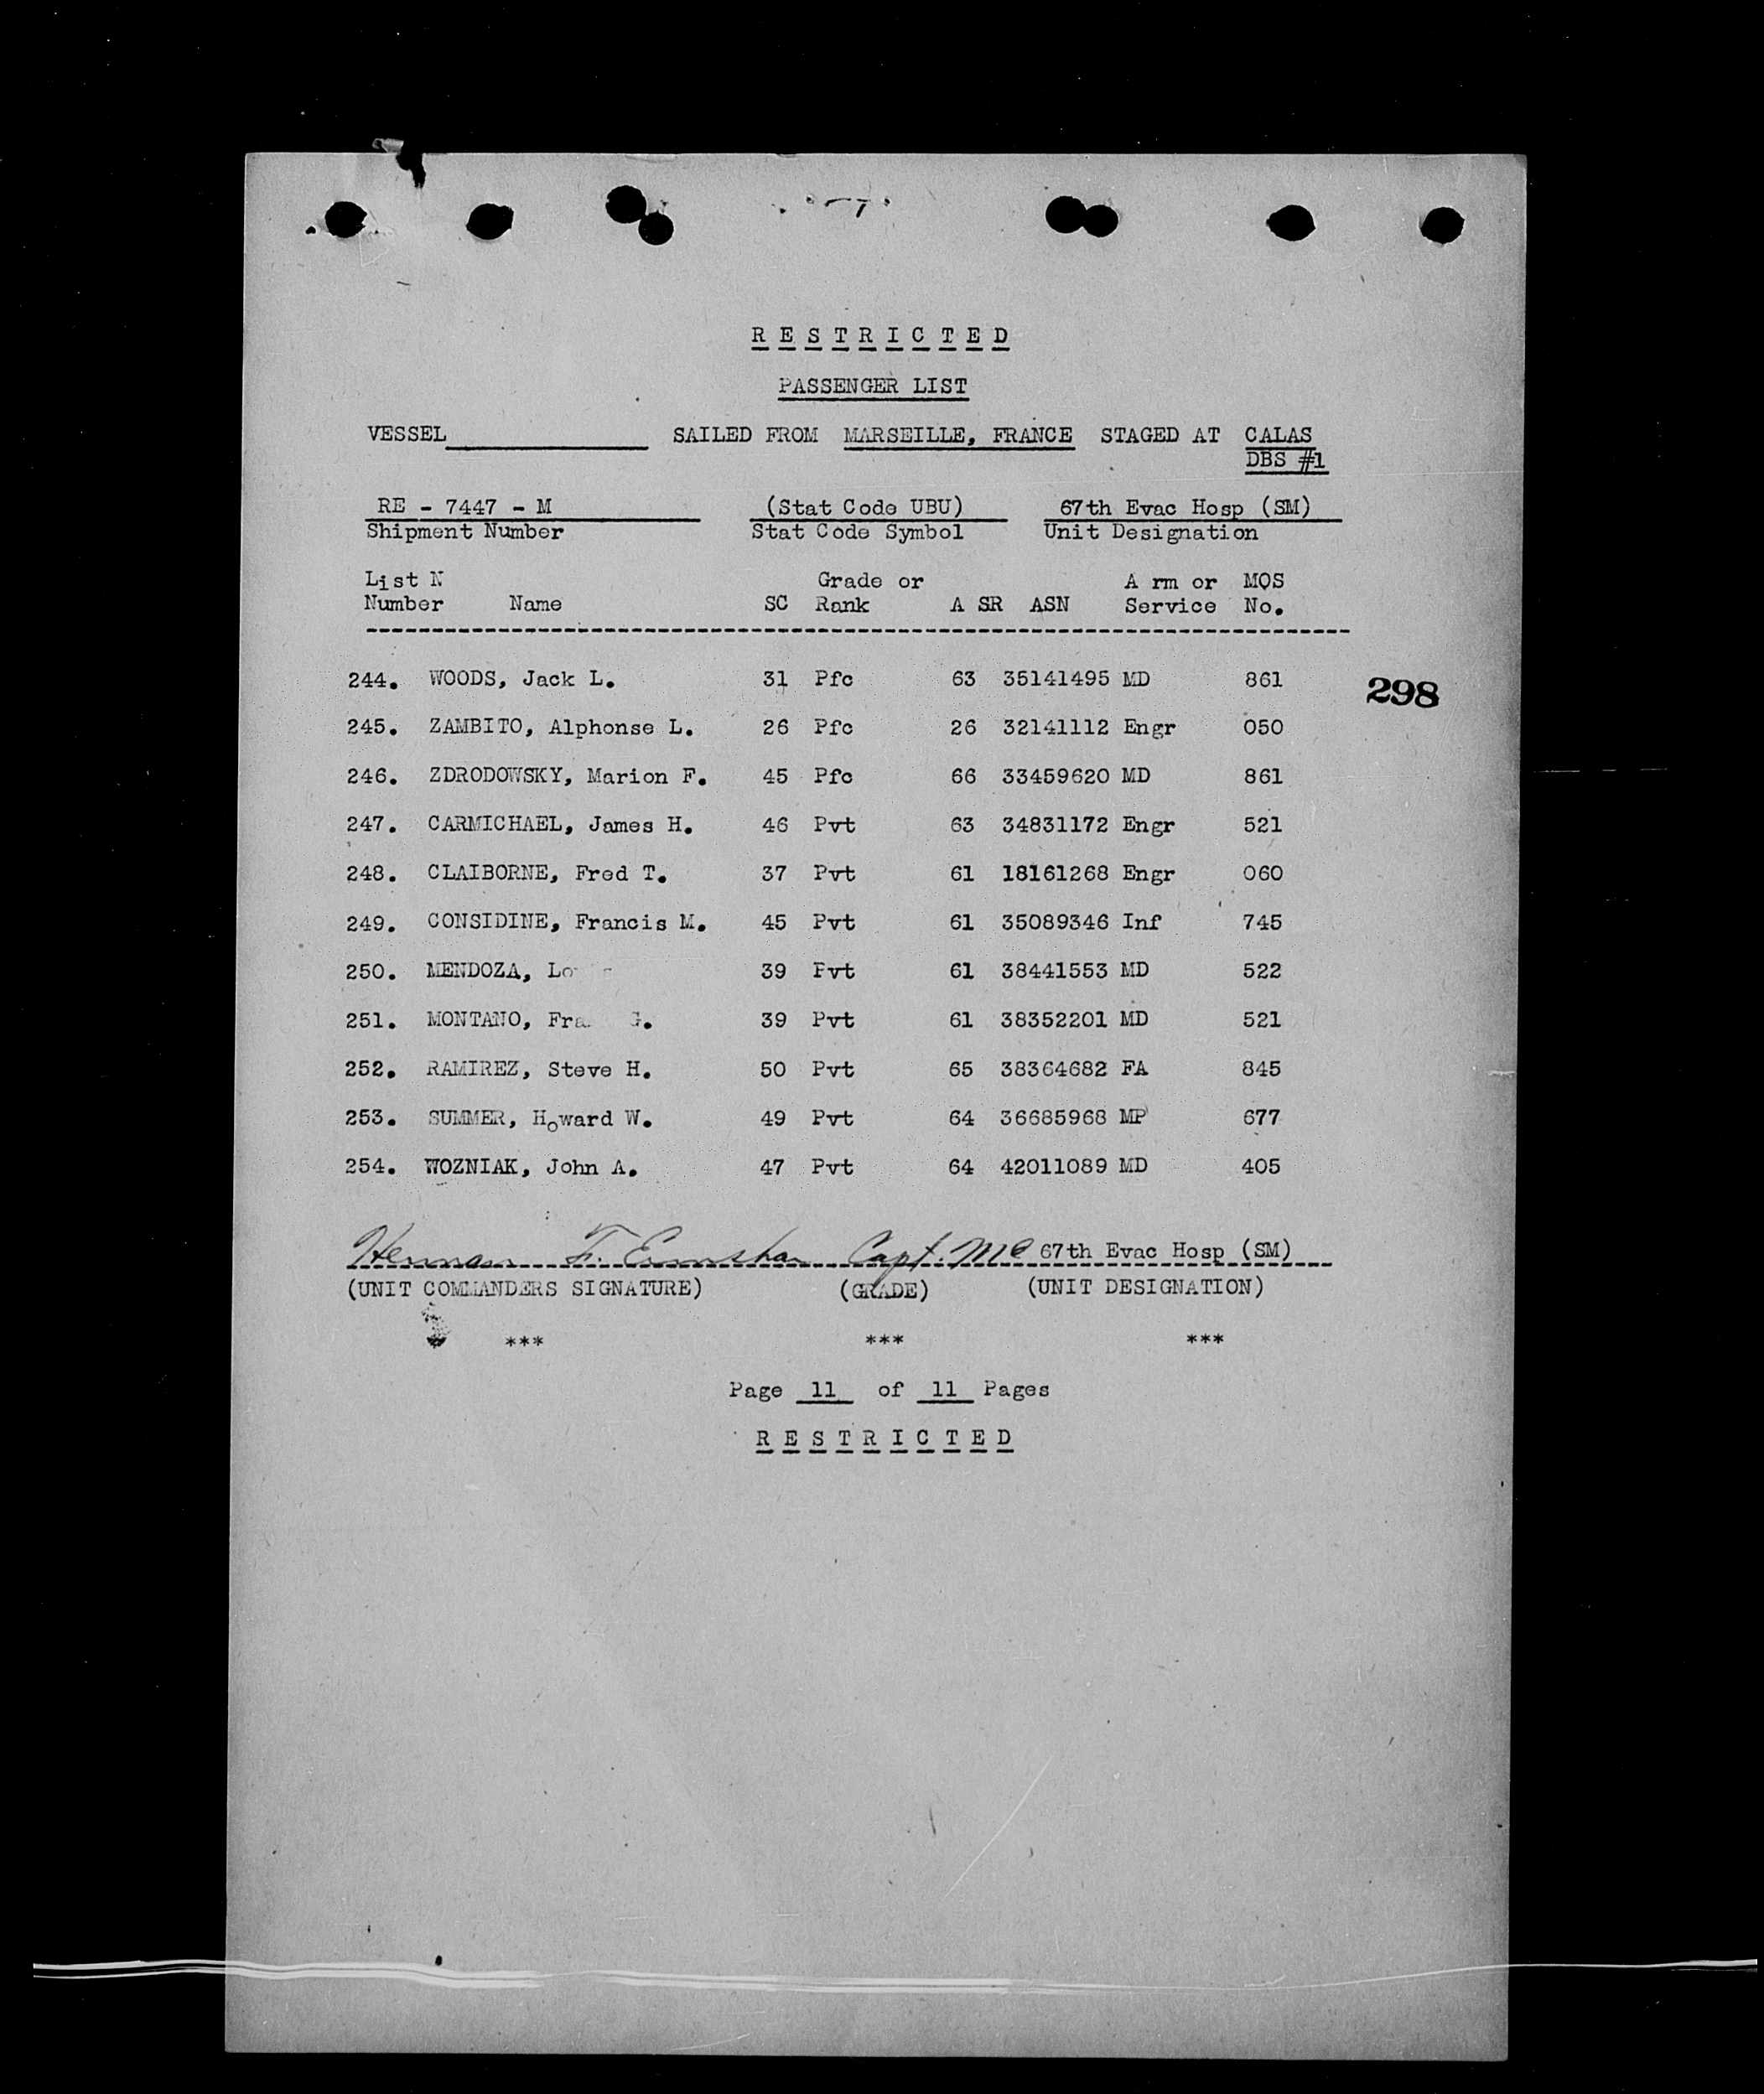 R E S T R I C T E D
PASSENGER LIST
VESSEL SAILED FROM MARSEILLE, FRANCE STAGED AT CALAS
DBS #1
RE - 7447 - M (Stat Code UBU) 67th Evac Hosp (SM)
Shipment Number Stat Code Symbol Unit Designation
List N Grade or A rm or MOS
Number Name SC Rank A SR ASN Service No.
244. WOODS, Jack L. 31 Pfc 63 35141495 MD 861
298
245. ZAMBITO, Alphonse L. 26 Pfc 26 32141112 Engr 050
246. ZDRODOWSKY, Marion F. 45 Pfc 66 33459620 MD 861
247. CARMICHAEL, James H. 46 Pvt 63 34831172 Engr 521
248. CLAIBORNE, Fred T. 37 Pvt 61 18161268 Engr 060
249. CONSIDINE, Francis M. 45 Pvt 61 35089346 Inf 745
250. MENDOZA, 39 Pvt 61 38441553 MD 522
251. MONTANO, G. 39 Pvt 61 38352201 MD 521
252. RAMIREZ, Steve H. 50 Pvt 65 38364682 FA 845
253. SUMMER, Howard W. 49 Pvt 64 36685968 MP 677
254. WOZNIAK, John A. 47 Pvt 64 42011089 MD 405
Herman F. Capt. MC 67th Evac Hosp (SM)
(UNIT COMMANDERS SIGNATURE) (GRADE) (UNIT DESIGNATION)
*** *** ***
Page 11 of 11 Pages
R E S T R I C T E D